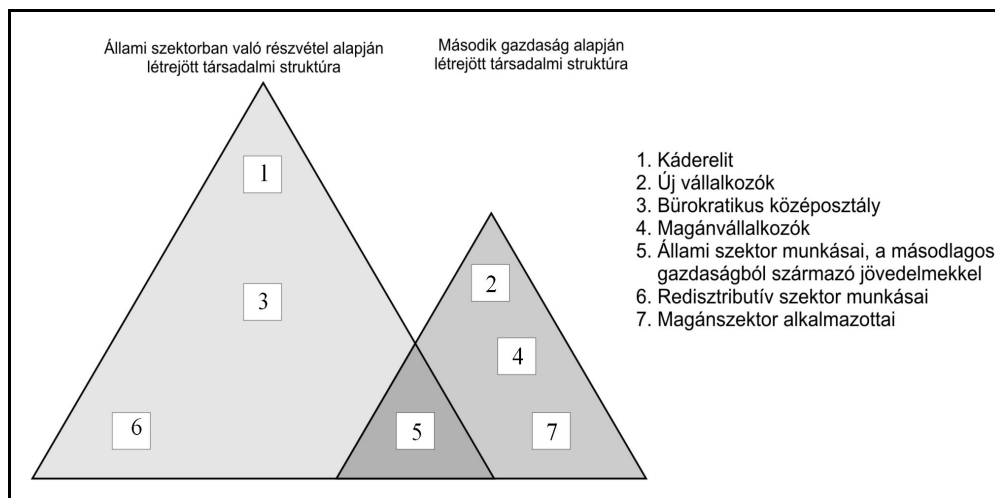 Állami szektorban való részvétel alapján
létrejött társadalmi struktúra
Második gazdaság alapján
létrejött társadalmi struktúra
1
3
6
2
4
5
7
1. Káderelit
2. Új vállalkozók
3. Bürokratikus középosztály
4. Magánvállalkozók
5. Állami szektor munkásai, a másodlagos
gazdaságból származó jövedelmekkel
6. Redisztributív szektor munkásai
7. Magánszektor alkalmazottai